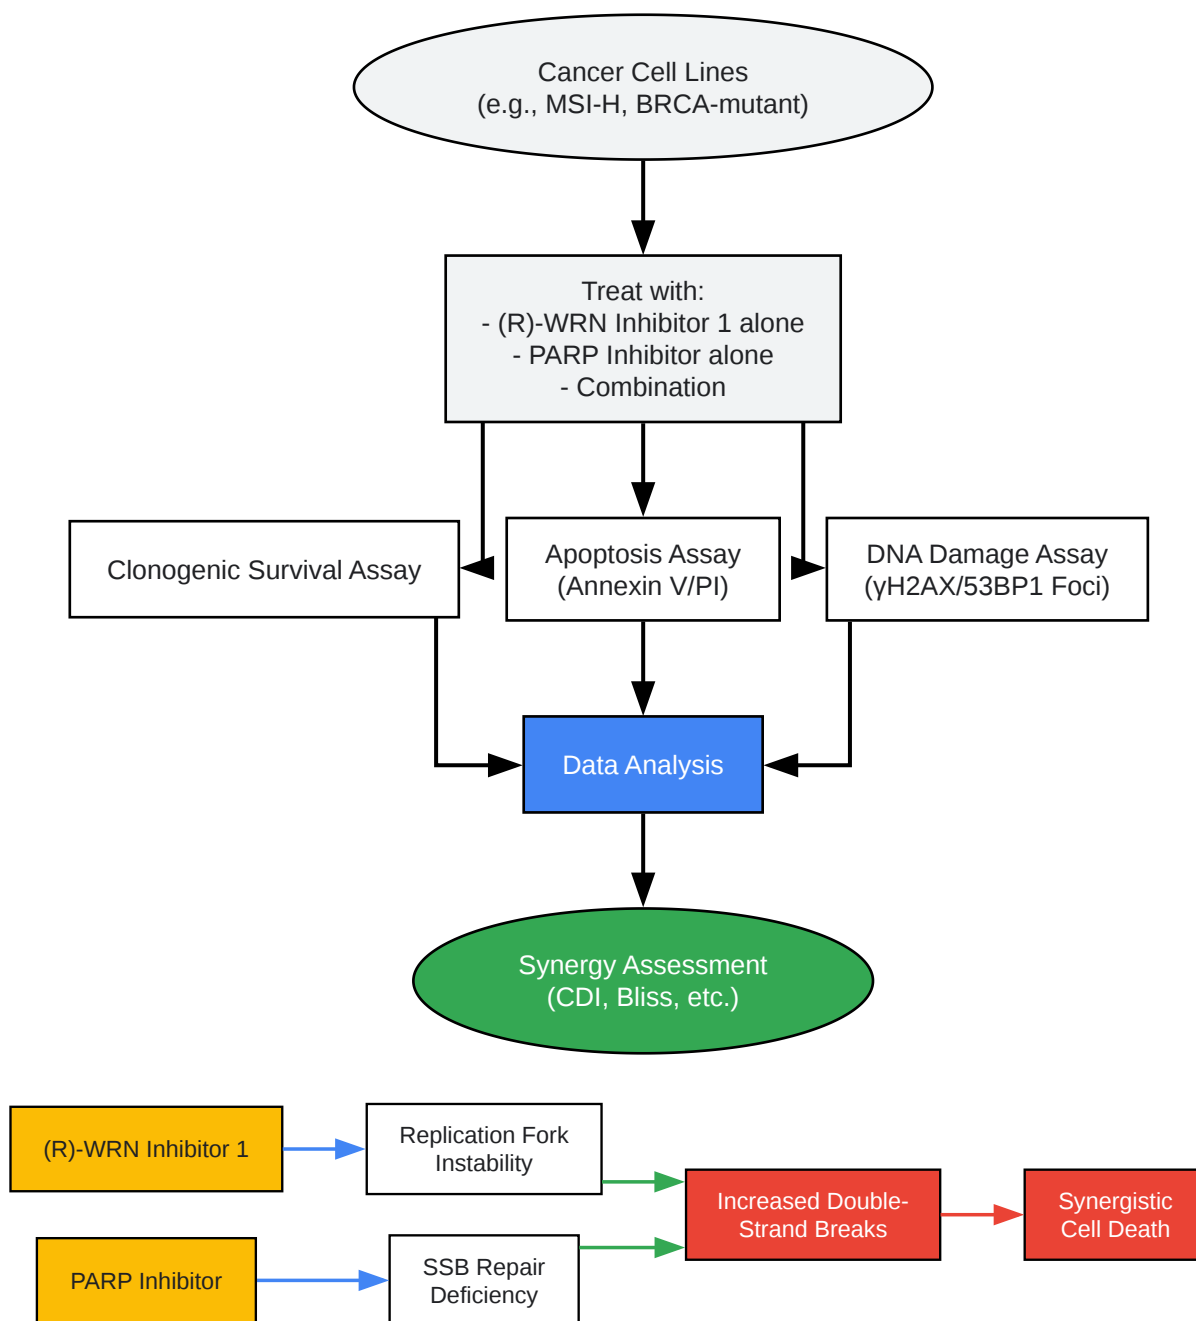 Cancer Cell Lines
(e.g., MSI-H, BRCA-mutant)
Treat with:
- (R)-WRN Inhibitor 1 alone
- PARP Inhibitor alone
- Combination
Clonogenic Survival Assay
Apoptosis Assay
(Annexin V/PI)
DNA Damage Assay
(γH2AX/53BP1 Foci)
Data Analysis
Synergy Assessment
(CDI, Bliss, etc.)
(R)-WRN Inhibitor 1
Replication Fork
Instability
Increased Double-
Strand Breaks
Synergistic
Cell Death
PARP Inhibitor
SSB Repair
Deficiency